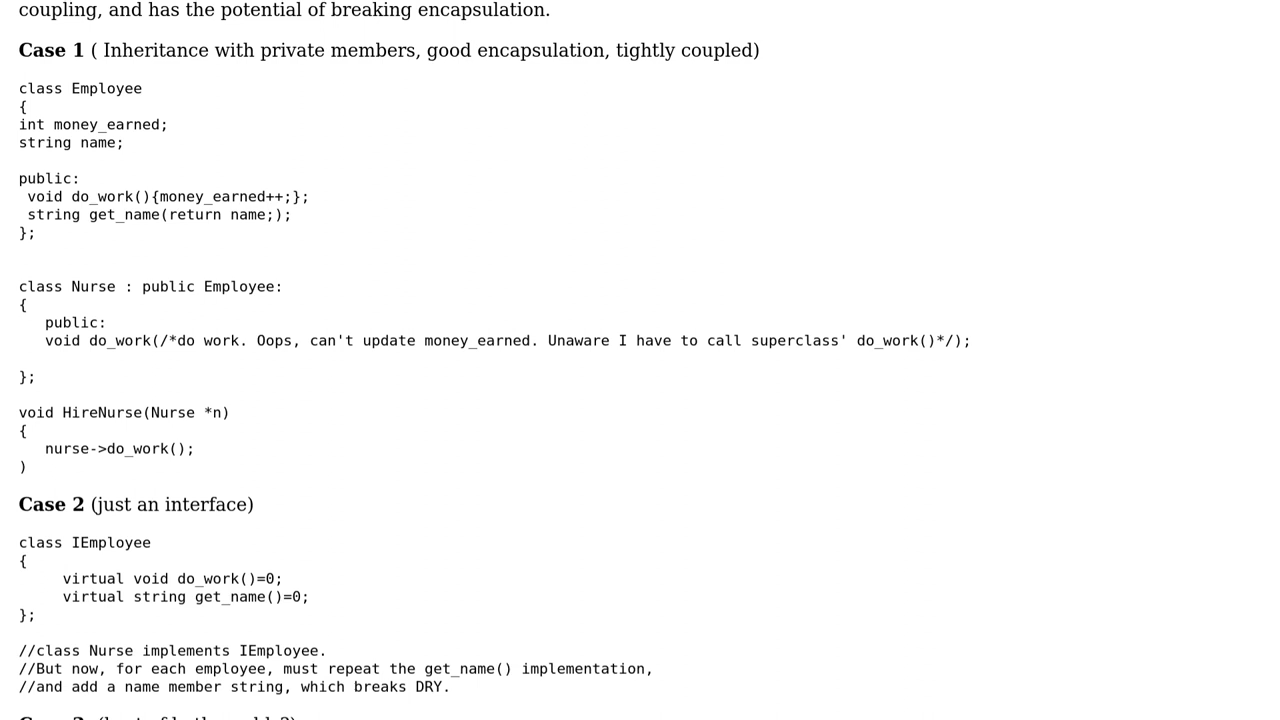 coupling, and has the potential of breaking encapsulation.
Case 1 ( Inheritance with private members, good encapsulation, tightly coupled)
class Employee
{
int money_earned;
string name;

public:
 void do_work(){money_earned++;};
 string get_name(return name;);
};


class Nurse : public Employee:
{
   public:
   void do_work(/*do work. Oops, can't update money_earned. Unaware I have to call superclass' do_work()*/);

};

void HireNurse(Nurse *n)
{
   nurse->do_work();
)
Case 2 (just an interface)
class IEmployee
{
     virtual void do_work()=0;
     virtual string get_name()=0;
};

//class Nurse implements IEmployee.
//But now, for each employee, must repeat the get_name() implementation,
//and add a name member string, which breaks DRY.